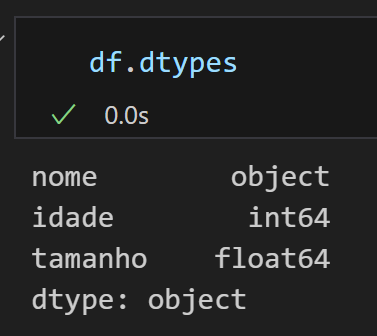 df.dtypes
0.0s
nome object
idade int64
tamanho float64
dtype: object